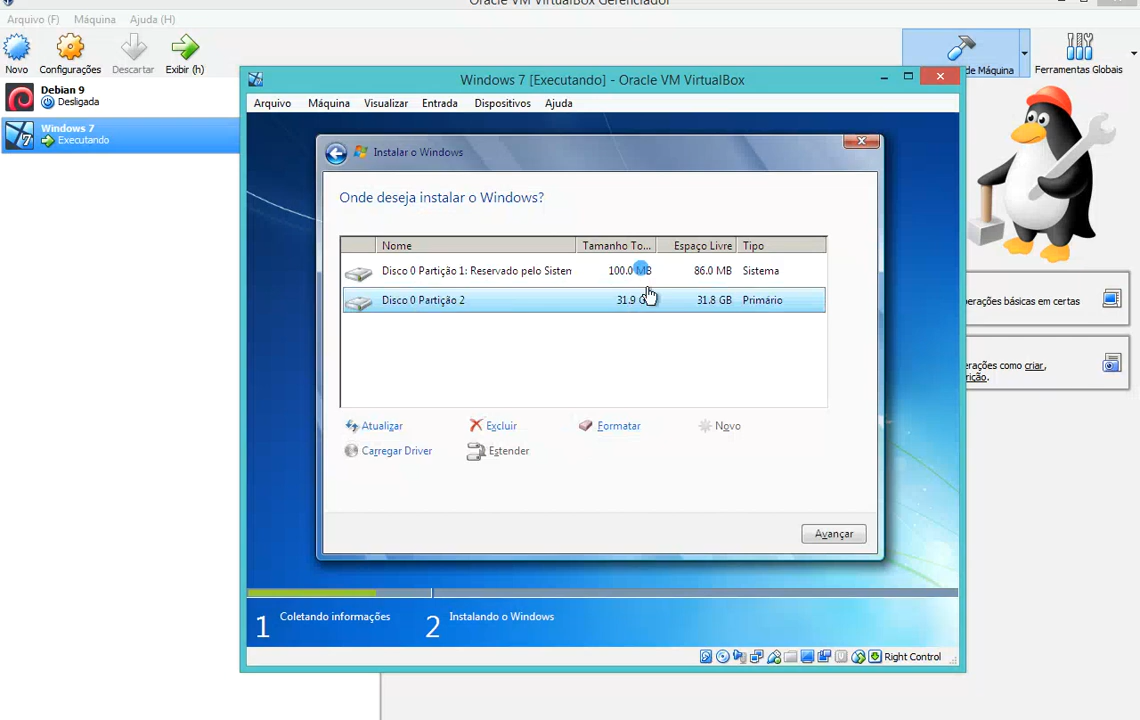 Oracle VM VirtualBox Gerenciador
Arquivo (F) Máquina Ajuda (H)
Novo Configurações Descartar Exibir (h)
de Máquina Ferramentas Globais
Debian 9
Desligada
Windows 7
Executando
Windows 7 [Executando] - Oracle VM VirtualBox
Arquivo Máquina Visualizar Entrada Dispositivos Ajuda
Instalar o Windows
Onde deseja instalar o Windows?
Nome Tamanho To... Espaço Livre Tipo
Disco 0 Partição 1: Reservado pelo Sisten 100.0 MB 86.0 MB Sistema
Disco 0 Partição 2 31.9 G 31.8 GB Primário
Atualizar Excluir Formatar Novo
Carregar Driver Estender
Avançar
1 Coletando informações 2 Instalando o Windows
Right Control
perações básicas em certas
erações como criar,
rição.